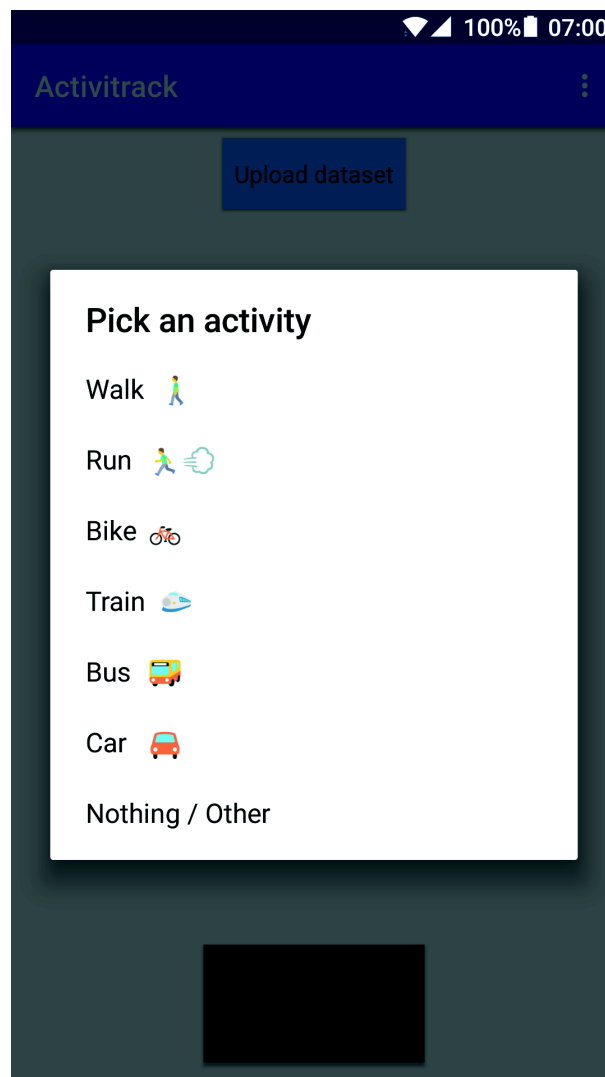 100% 07:00
Activitrack
Upload dataset
Pick an activity
Walk
Run
Bike
Train
Bus
Car
Nothing / Other